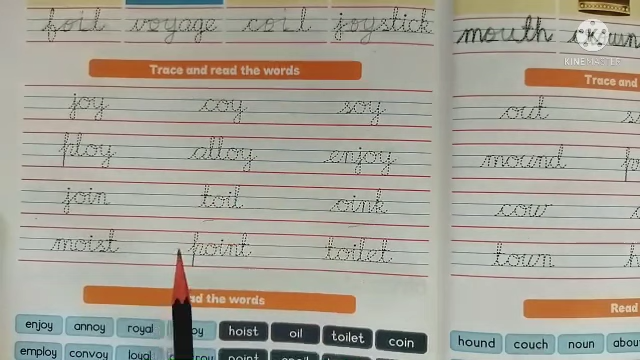 foil voyage coil joystick
Trace and read the words
joy coy soy
ploy alloy enjoy
join toil oink
moist point toilet
ad the words
enjoy annoy royal hoist oil toilet coin
employ convoy loyal
mouth
KINEMASTER
Trace and
out
mound
cow
town
Read
hound couch noun